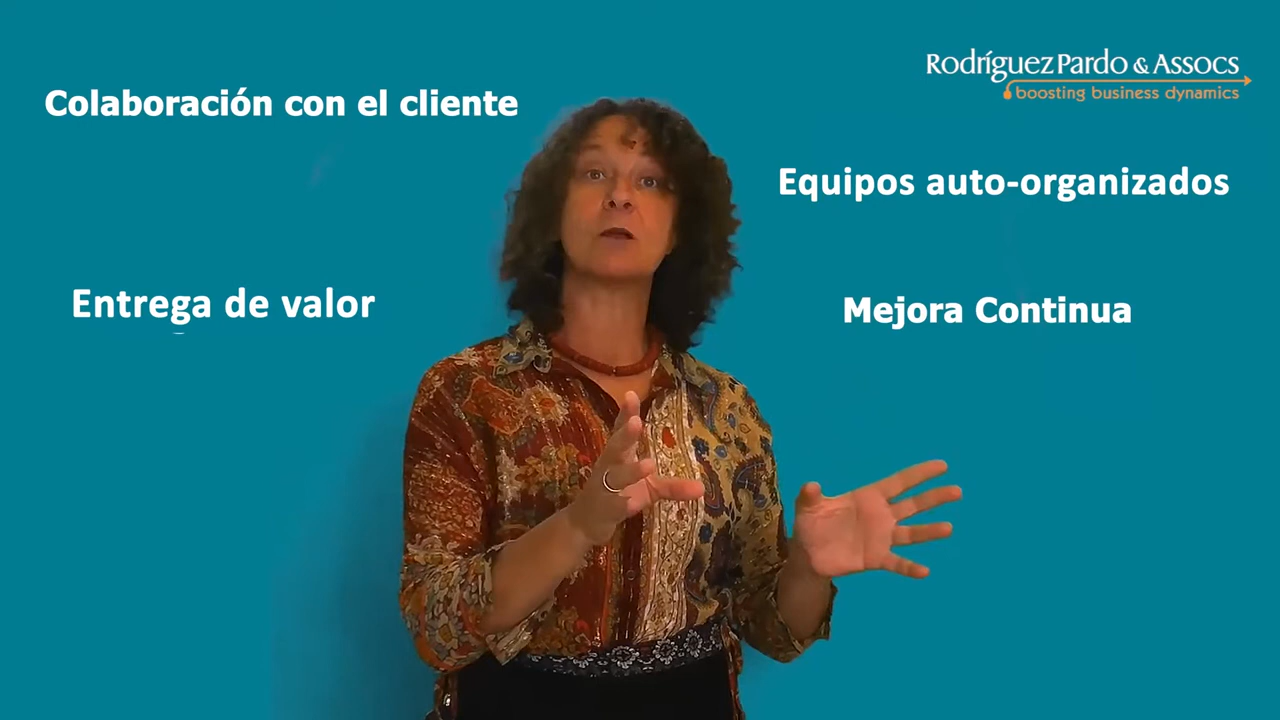 Rodríguez Pardo & Assocs
boosting business dynamics
Colaboración con el cliente
Equipos auto-organizados
Entrega de valor
Mejora Continua